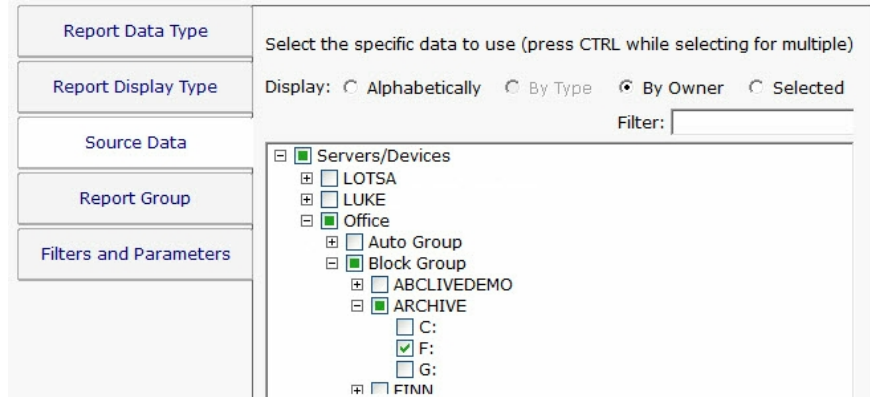 Report Data Type
Report Display Type
Source Data
Report Group
Filters and Parameters
Select the specific data to use (press CTRL while selecting for multiple)
Display: Alphabetically By Type By Owner Selected
Filter:
Servers/Devices
LOTSA
LUKE
Office
Auto Group
Block Group
ABCLIVEDEMO
ARCHIVE
C:
F:
G:
FINN